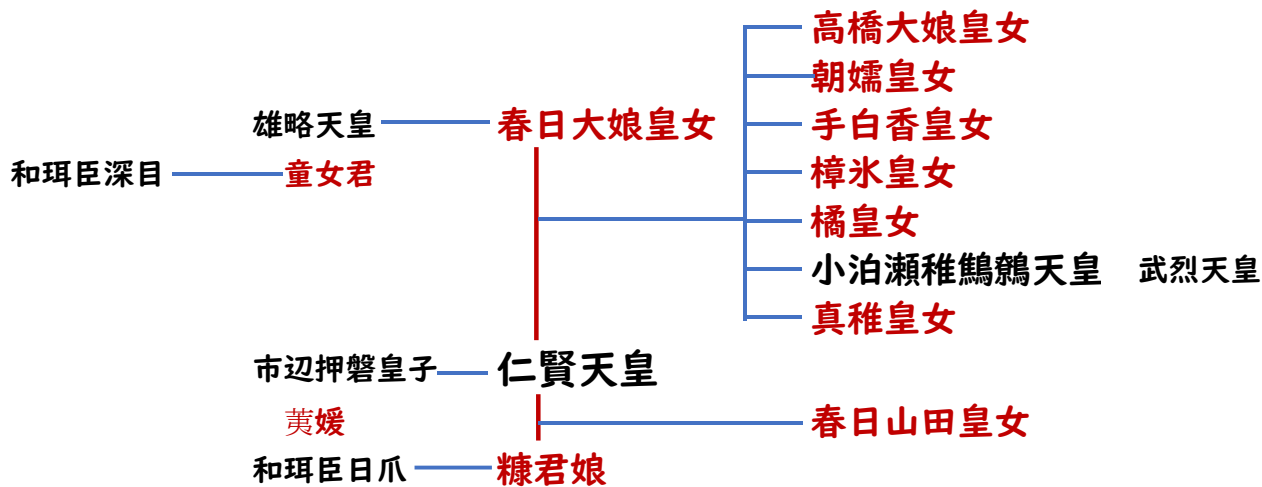 高橋大娘皇女
朝嬬皇女
雄略天皇 春日大娘皇女 手白香皇女
和珥臣深目 童女君 樟氷皇女
橘皇女
小泊瀬稚鷦鷯天皇 武烈天皇
真稚皇女
市辺押磐皇子 仁賢天皇
荑媛 春日山田皇女
和珥臣日爪 糠君娘